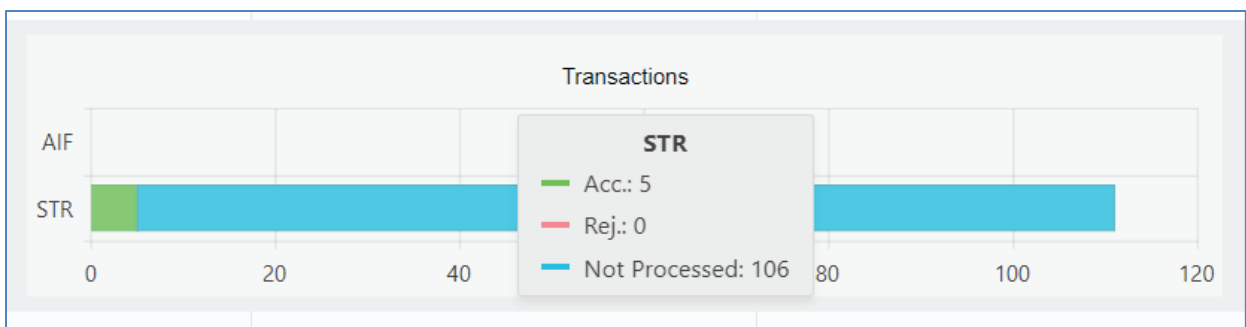 Transactions
AIF
STR
STR
Acc.: 5
Rej.: 0
Not Processed: 106
0 20 40 80 100 120